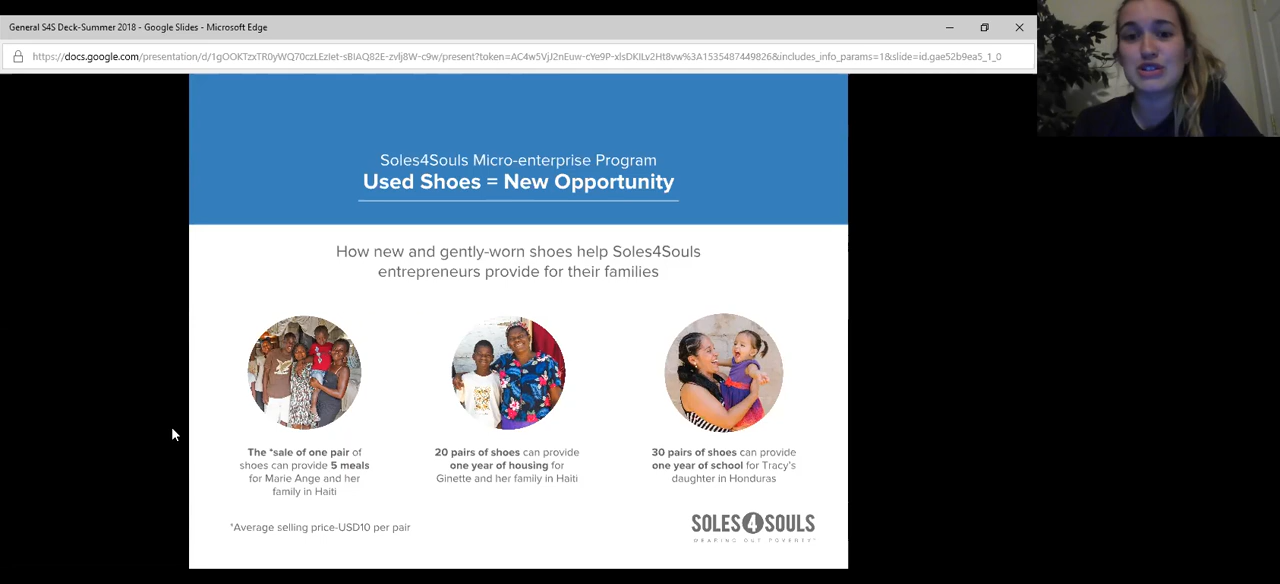 General S4S Deck-Summer 2018 - Google Slides - Microsoft Edge
https://docs.google.com/presentation/d/1gOOKTzxTR0yWQ70czLEzIet-sBIAQ82E-zvlj8W-c9w/present?token=AC4w5VjJ2nEuw-cYe9P-xlsDKILv2Ht8vw%3A1535487449826&includes_info_params=1&slide=id.gae52b9ea5_1_0
Soles4Souls Micro-enterprise Program
Used Shoes = New Opportunity
How new and gently-worn shoes help Soles4Souls
entrepreneurs provide for their families
The *sale of one pair of
shoes can provide 5 meals
for Marie Ange and her
family in Haiti
20 pairs of shoes can provide
one year of housing for
Ginette and her family in Haiti
30 pairs of shoes can provide
one year of school for Tracy's
daughter in Honduras
*Average selling price-USD10 per pair
SOLES4SOULS